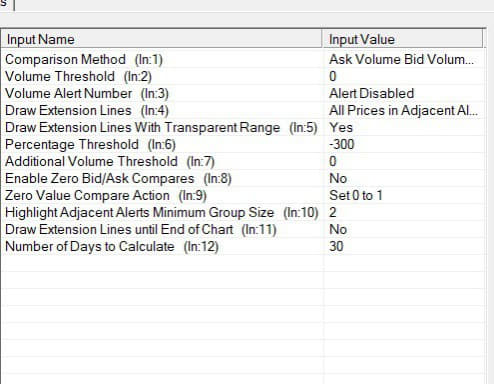 s
Input Name Input Value
Comparison Method (In:1) Ask Volume Bid Volum...
Volume Threshold (In:2) 0
Volume Alert Number (In:3) Alert Disabled
Draw Extension Lines (In:4) All Prices in Adjacent Al...
Draw Extension Lines With Transparent Range (In:5) Yes
Percentage Threshold (In:6) -300
Additional Volume Threshold (In:7) 0
Enable Zero Bid/Ask Compares (In:8) No
Zero Value Compare Action (In:9) Set 0 to 1
Highlight Adjacent Alerts Minimum Group Size (In:10) 2
Draw Extension Lines until End of Chart (In:11) No
Number of Days to Calculate (In:12) 30